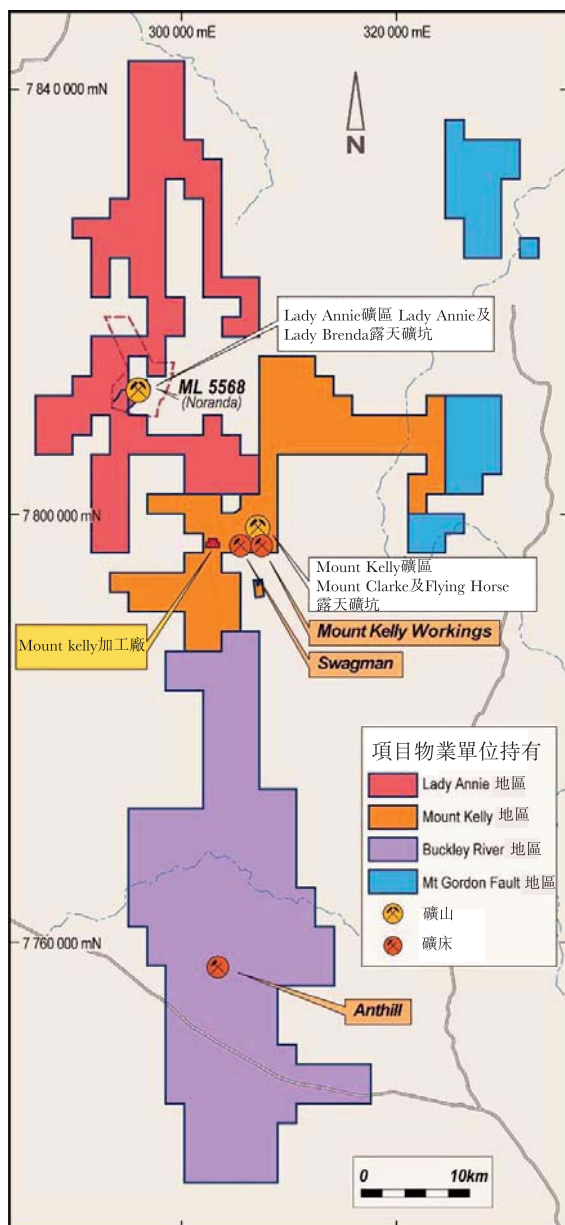 300 000 mE
320 000 mE
7 840 000 mN
N
Lady Annie礦區 Lady Annie及
Lady Brenda露天礦坑
ML 5568
(Noranda)
7 800 000 mN
Mount Kelly礦區
Mount Clarke及Flying Horse
露天礦坑
Mount kelly加工廠
Mount Kelly Workings
Swagman
項目物業單位持有
Lady Annie 地區
Mount Kelly 地區
Buckley River 地區
Mt Gordon Fault 地區
礦山
礦床
7 760 000 mN
Anthill
0 10km